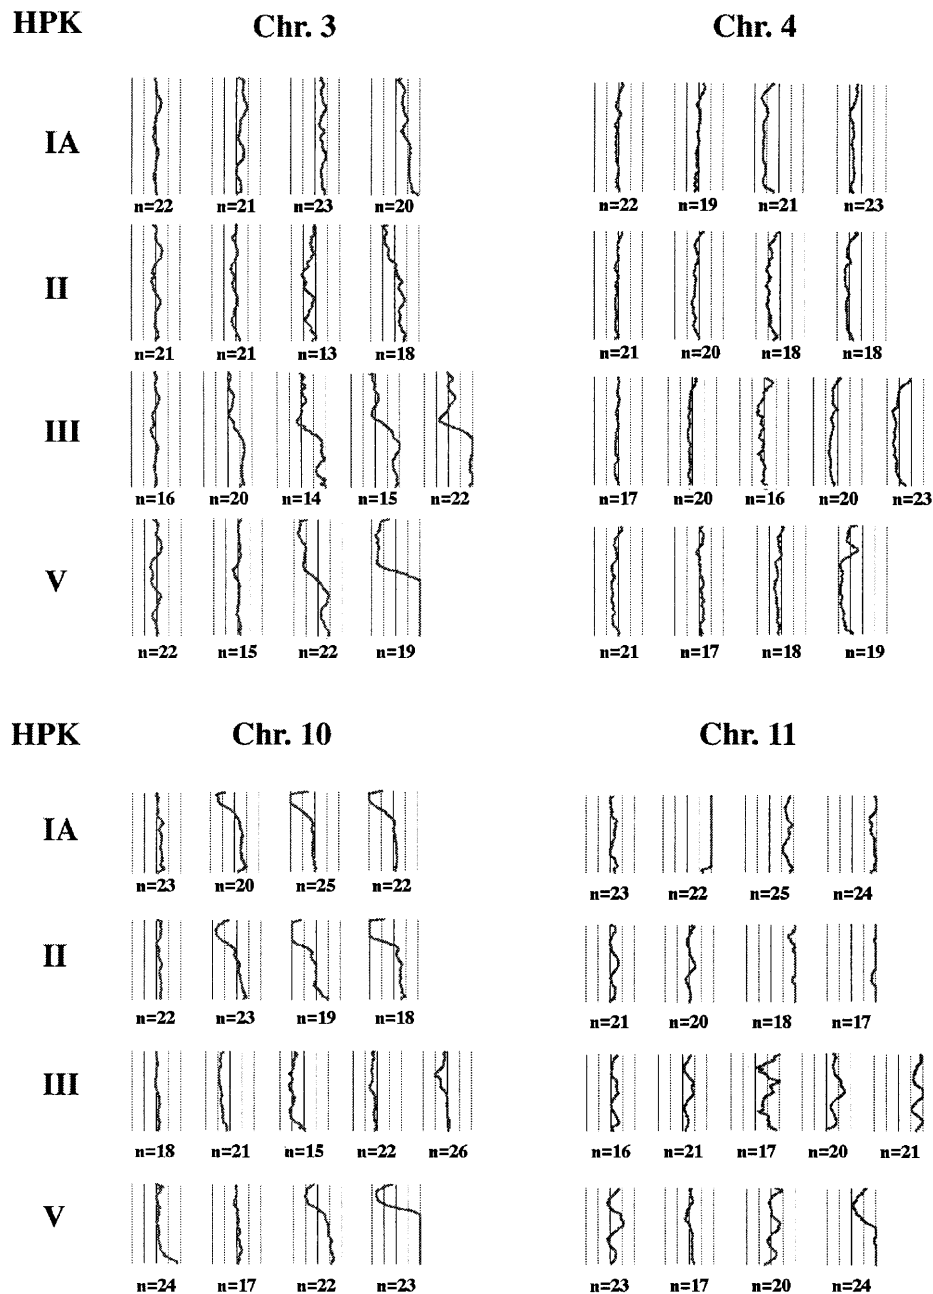 HPK Chr. 3 Chr. 4
IA
n=22 n=21 n=23 n=20 n=22 n=19 n=21 n=23
II
n=21 n=21 n=13 n=18 n=21 n=20 n=18 n=18
III
n=16 n=20 n=14 n=15 n=22 n=17 n=20 n=16 n=20 n=23
V
n=22 n=15 n=22 n=19 n=21 n=17 n=18 n=19
HPK Chr. 10 Chr. 11
IA
n=23 n=20 n=25 n=22 n=23 n=22 n=25 n=24
II
n=22 n=23 n=19 n=18 n=21 n=20 n=18 n=17
III
n=18 n=21 n=15 n=22 n=26 n=16 n=21 n=17 n=20 n=21
V
n=24 n=17 n=22 n=23 n=23 n=17 n=20 n=24